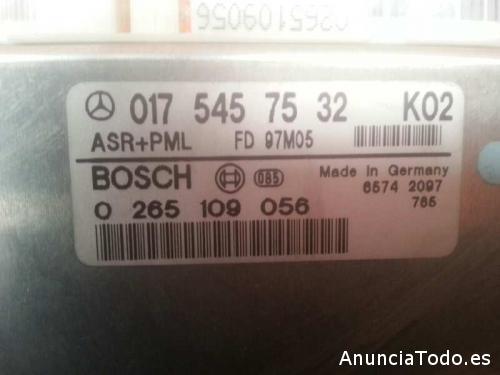 0265109056
017 545 75 32 K02
ASR+PML FD 97M05
BOSCH 085 Made In Germany
6574 2097
0 265 109 056 765
AnunciaTodo.es